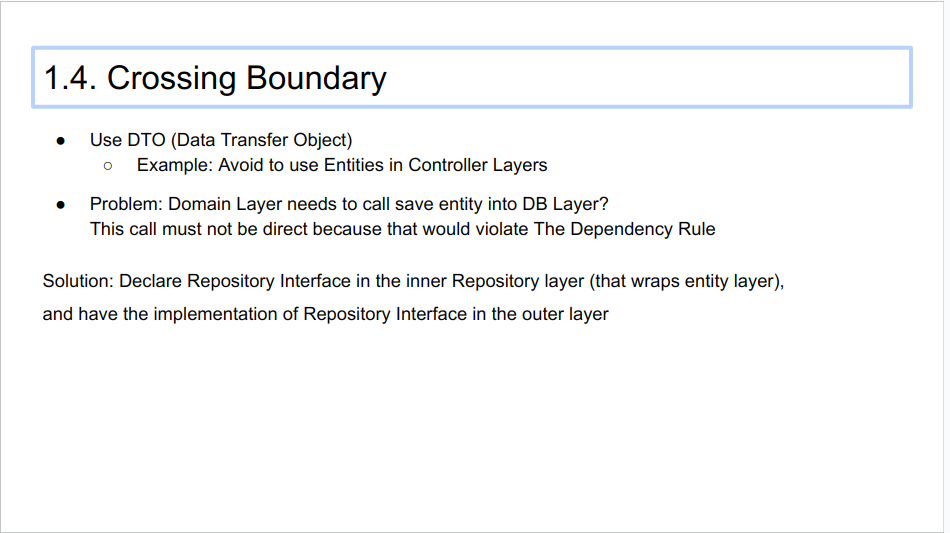 1.4. Crossing Boundary
● Use DTO (Data Transfer Object)
○ Example: Avoid to use Entities in Controller Layers
● Problem: Domain Layer needs to call save entity into DB Layer?
This call must not be direct because that would violate The Dependency Rule
Solution: Declare Repository Interface in the inner Repository layer (that wraps entity layer),
and have the implementation of Repository Interface in the outer layer